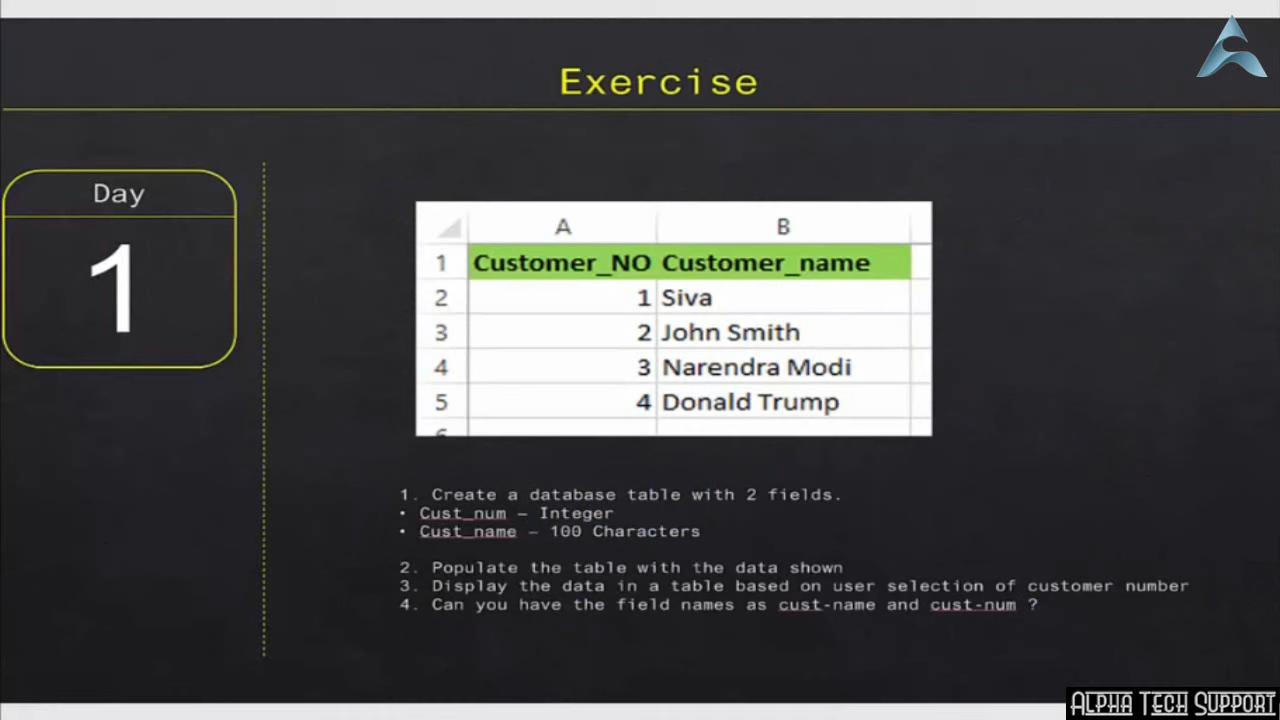 Exercise
Day
1
A B
1 Customer_NO Customer_name
2 1 Siva
3 2 John Smith
4 3 Narendra Modi
5 4 Donald Trump
1. Create a database table with 2 fields.
• Cust_num – Integer
• Cust_name – 100 Characters
2. Populate the table with the data shown
3. Display the data in a table based on user selection of customer number
4. Can you have the field names as cust-name and cust-num ?
ALPHA TECH SUPPORT